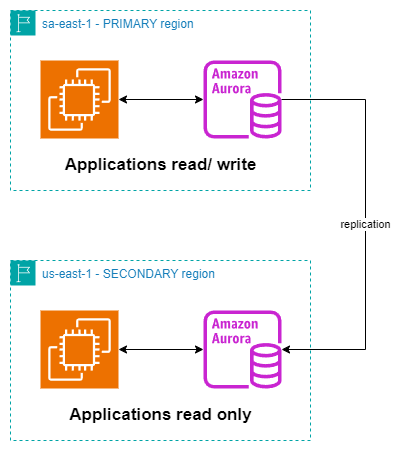 sa-east-1 - PRIMARY region
Amazon
Aurora
Applications read/ write
replication
us-east-1 - SECONDARY region
Amazon
Aurora
Applications read only